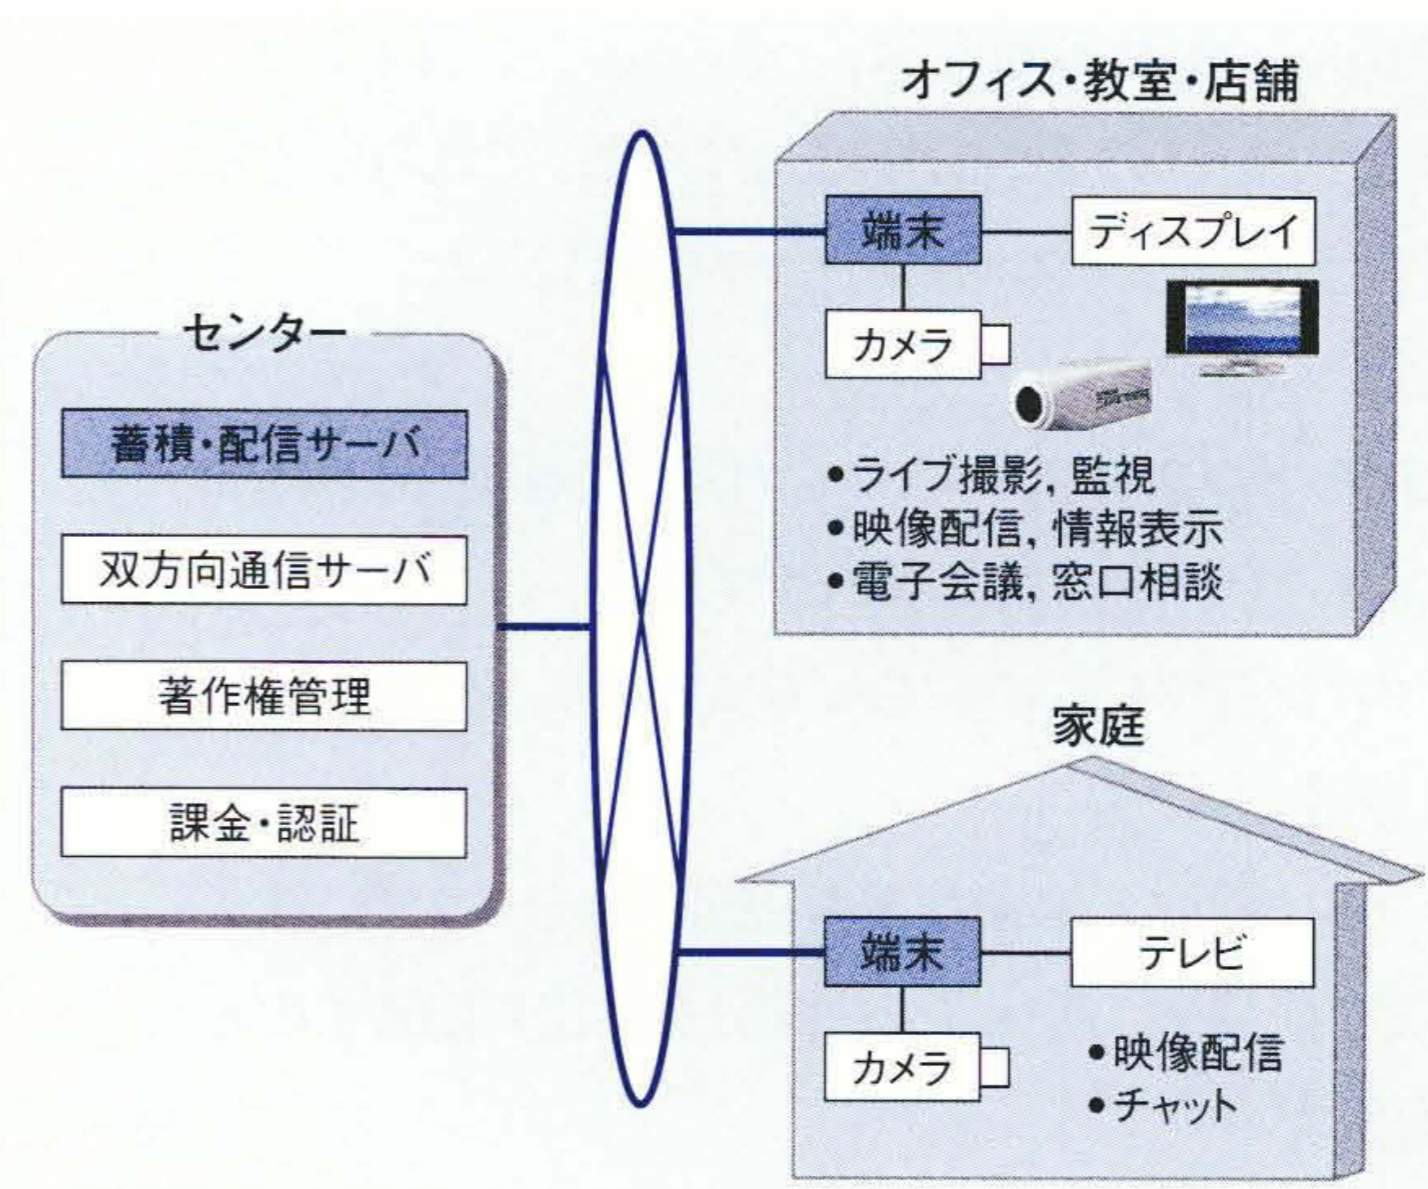 オフィス・教室・店舗
端末
ディスプレイ
カメラ
・ライブ撮影, 監視
・映像配信, 情報表示
・電子会議, 窓口相談
センター
蓄積・配信サーバ
双方向通信サーバ
著作権管理
課金・認証
家庭
端末
テレビ
カメラ
・映像配信
・チャット